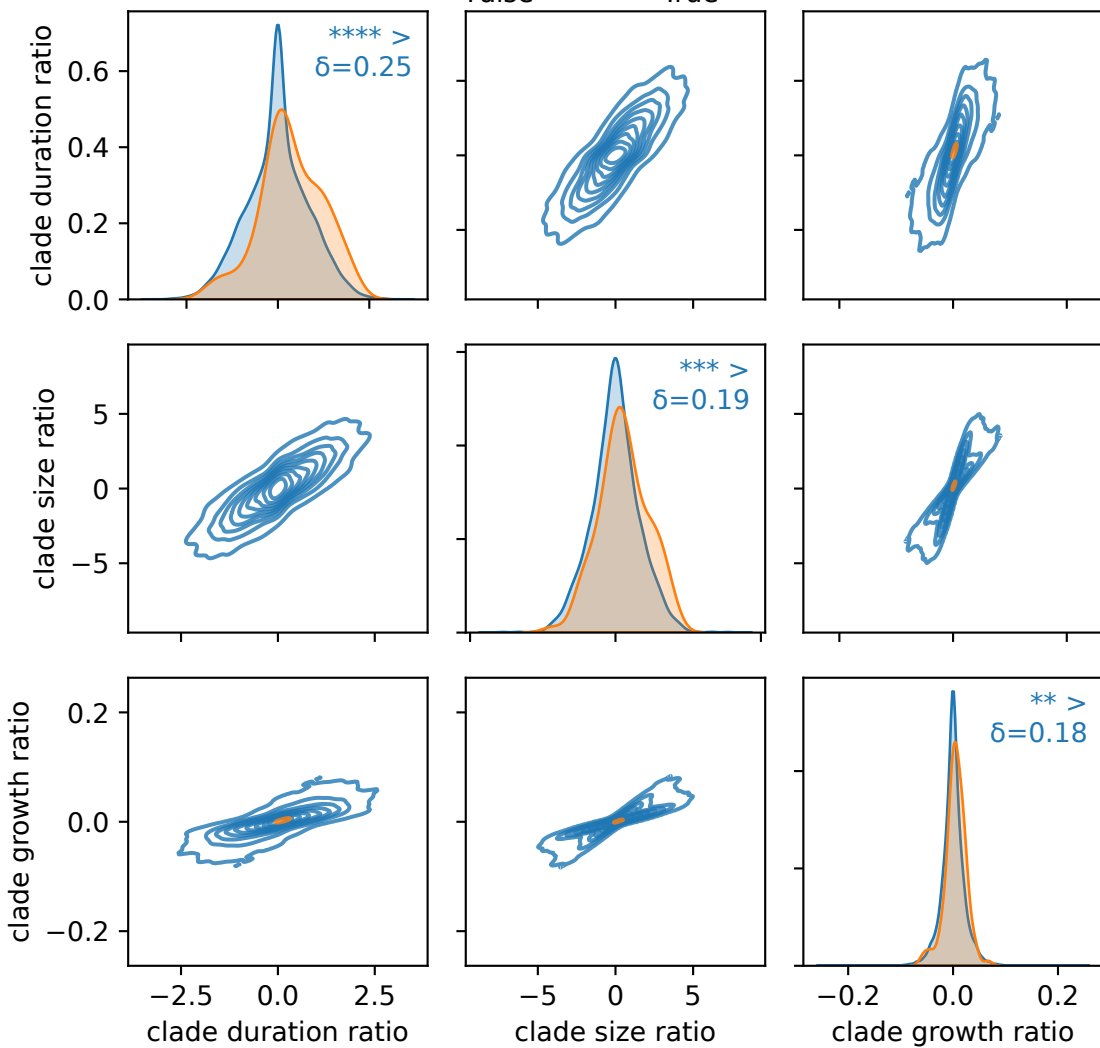 False True
clade duration ratio
0.6
0.4
0.2
0.0
**** >
δ=0.25
clade size ratio
5
0
−5
*** >
δ=0.19
clade growth ratio
0.2
0.0
−0.2
** >
δ=0.18
−2.5 0.0 2.5
−5 0 5
−0.2 0.0 0.2
clade duration ratio
clade size ratio
clade growth ratio